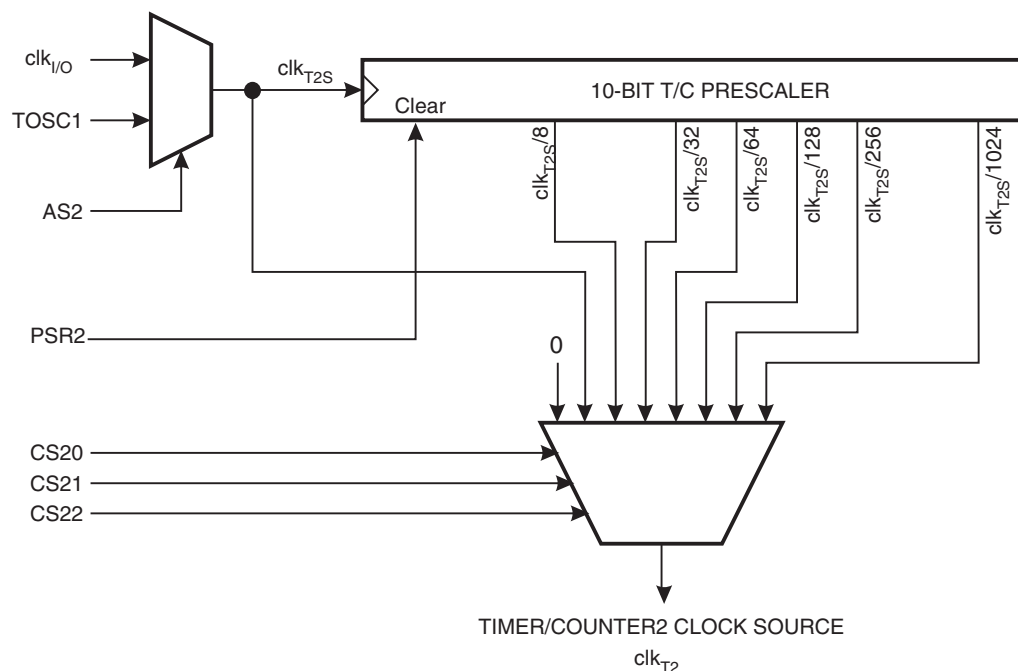 clkI/O
TOSC1
AS2
PSR2
clkT2S
10-BIT T/C PRESCALER
Clear
clkT2S/8
clkT2S/32
clkT2S/64
clkT2S/128
clkT2S/256
clkT2S/1024
0
CS20
CS21
CS22
TIMER/COUNTER2 CLOCK SOURCE
clkT2